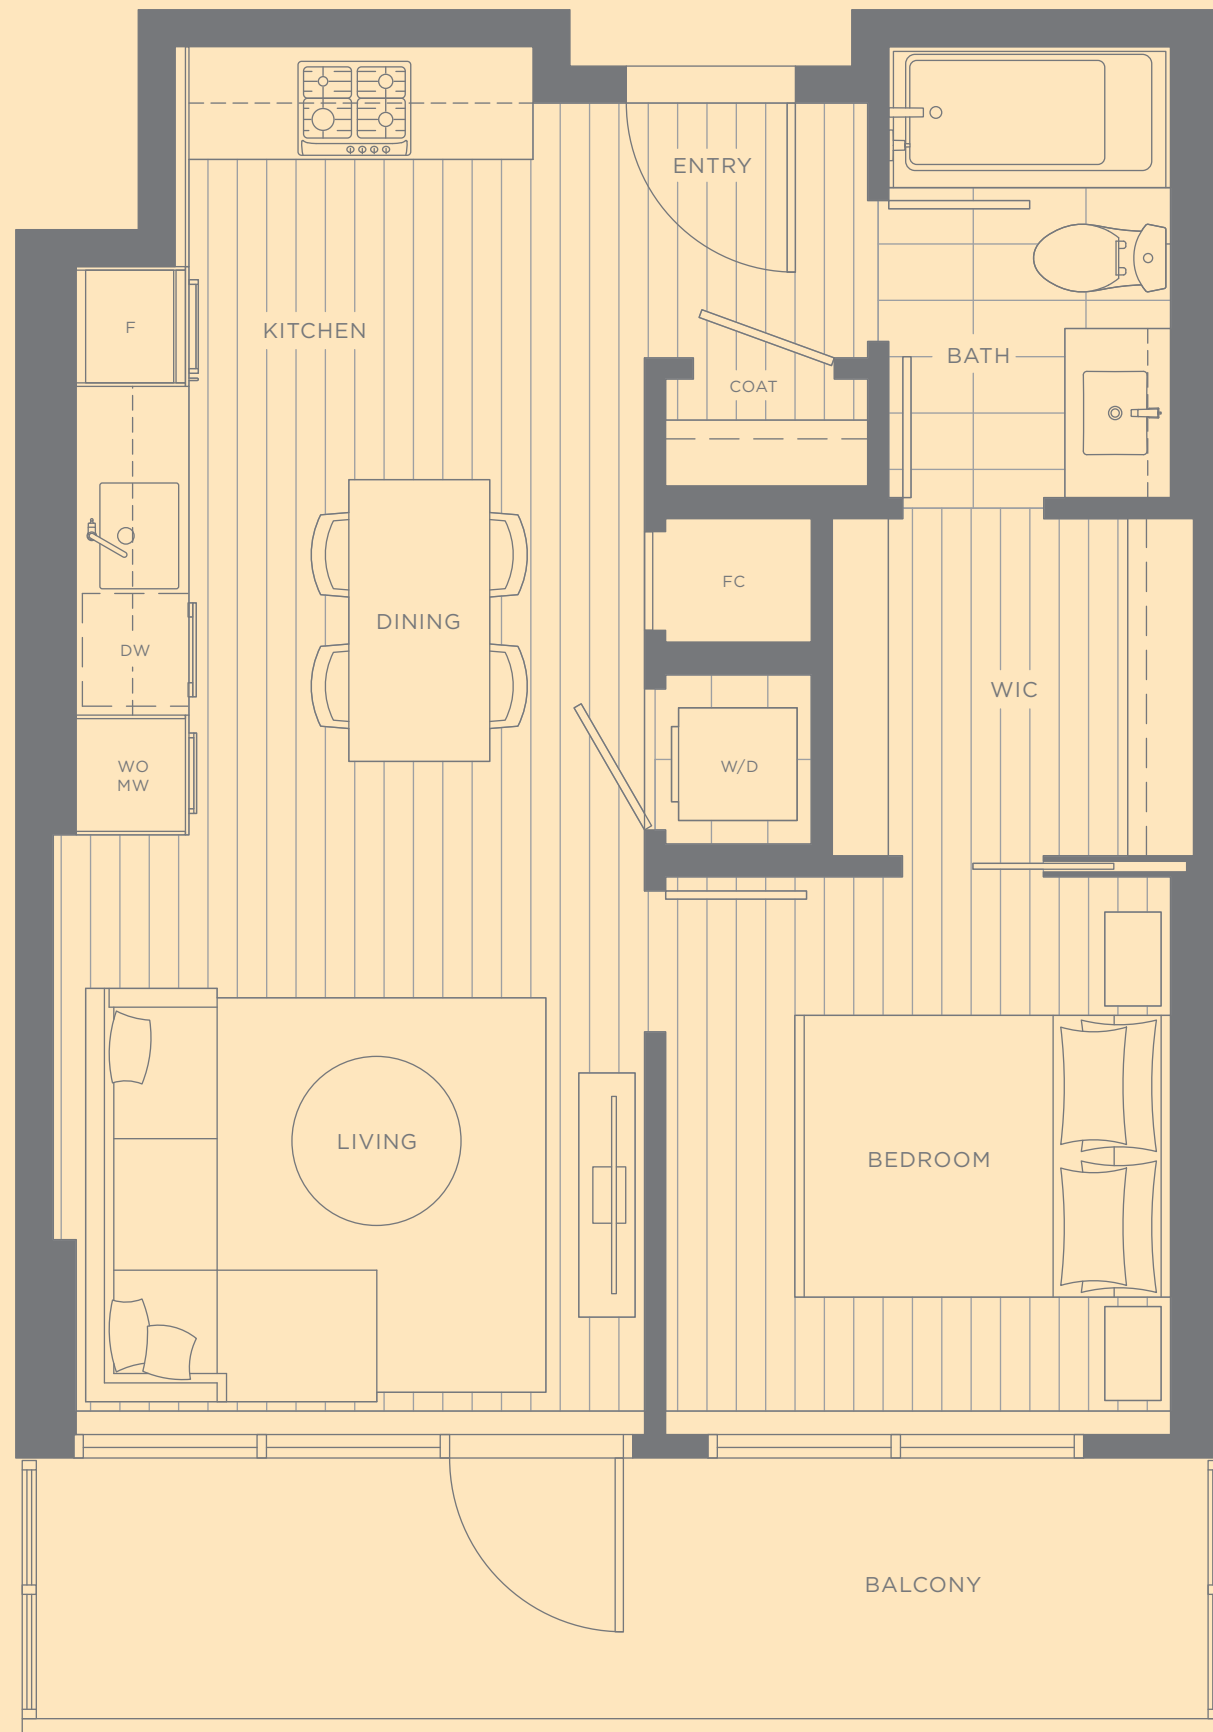 ENTRY
F
KITCHEN
BATH
COAT
FC
DINING
DW
WIC
WO
MW
W/D
LIVING
BEDROOM
BALCONY